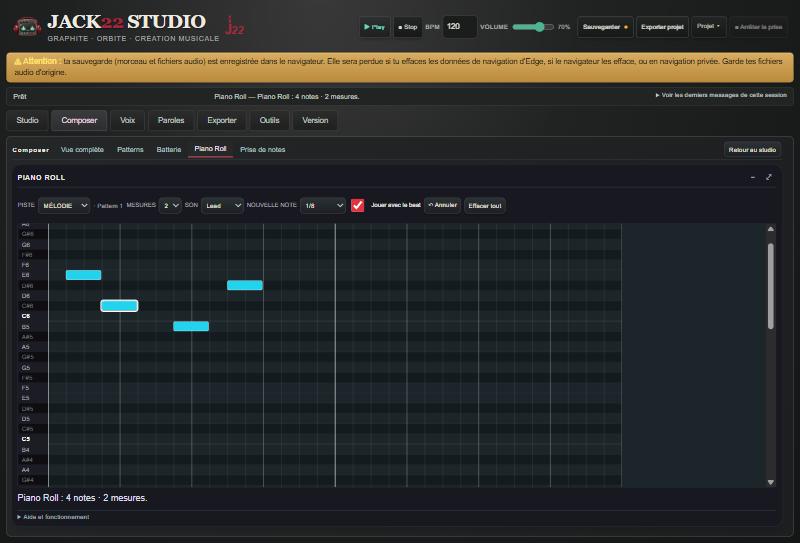 JACK22 STUDIO
GRAPHITE · ORBITE · CRÉATION MUSICALE
J22
▶ Play
■ Stop
BPM 120
VOLUME 70%
Sauvegarder
Exporter projet
Projet
■ Arrêter la prise
Attention : ta sauvegarde (morceau et fichiers audio) est enregistrée dans le navigateur. Elle sera perdue si tu effaces les données de navigation d'Edge, si le navigateur les efface, ou en navigation privée. Garde tes fichiers
audio d'origine.
Prêt
Piano Roll — Piano Roll : 4 notes · 2 mesures.
▶ Voir les derniers messages de cette session
Studio
Composer
Voix
Paroles
Exporter
Outils
Version
Composer
Vue complète
Patterns
Batterie
Piano Roll
Prise de notes
Retour au studio
PIANO ROLL
PISTE MÉLODIE · Pattern 1 MESURES 2 SON Lead NOUVELLE NOTE 1/8 Jouer avec le beat ↶ Annuler Effacer tout
A6
G#6
G6
F#6
F6
E6
D#6
D6
C#6
C6
B5
A#5
A5
G#5
G5
F#5
F5
E5
D#5
D5
C#5
C5
B4
A#4
A4
G#4
Piano Roll : 4 notes · 2 mesures.
▶ Aide et fonctionnement